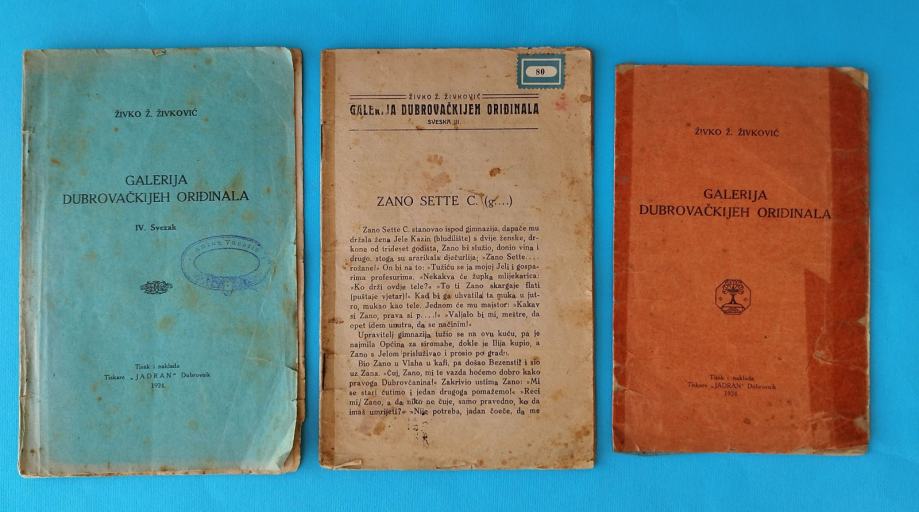 ŽIVKO Ž. ŽIVKOVIĆ
GALERIJA
DUBROVAČKIJEH ORIĐINALA
IV. Svezak
Tisak i naklada
Tiskare „JADRAN" Dubrovnik
1924.
80
ŽIVKO Ž. ŽIVKOVIĆ
GALERIJA DUBROVAČKIJEH ORIĐINALA
SVESKA III.
ZANO SETTE C. (g....)
Zano Sette C. stanovao ispod gimnazija, dapače mu
držala žena Jele Kazin (bludilište) s dvije ženske, dr-
kone od trideset godišta, Zano bi služio, donio vina i
drugo, stoga su ararikala dječurlija: »Zano Sette....
rožane!« On bi na to: »Tužiću se ja mojoj Jeli i gospa-
rima profesurima. »Nekakva će župka mlijekarica:
»Ko drži ovdje tele?« »To ti Zano skargaje flati
(puštaje vjetar)!« Kad bi ga uhvatila ta muka u jut-
ro, mukao kao tele. Jednom će mu majstor: »Kakav
si Zano, prava si p....!« »Valjalo bi mi, meštre, da
opet iđem unutra, da se načinim!«
Upravitelj gimnazija tužio se na ovu kuću, pa je
najmila Općina za siromahe, dokle je Ilija kupio, a
Zano s Jelom prisluživao i prosio po gradu.
Bio Zano u Vlaha u kafi, pa došao Bezensti! i sio
uz Zana. »Čuj, Zano, mi te vazda hoćemo dobro kako
pravoga Dubrovčanina!« Zakrivio ustima Zano: »Mi
se stari ćutimo i jedan drugoga pomažemo!« »Reci
mi, Zano, a da niko ne čuje, samo pravedno, ko da
imaš umrijeti?« »Nije potreba, jadan čoeče, da me
ŽIVKO Ž. ŽIVKOVIĆ
GALERIJA
DUBROVAČKIJEH ORIĐINALA
Tisak i naklada
Tiskare „JADRAN" Dubrovnik
1924.